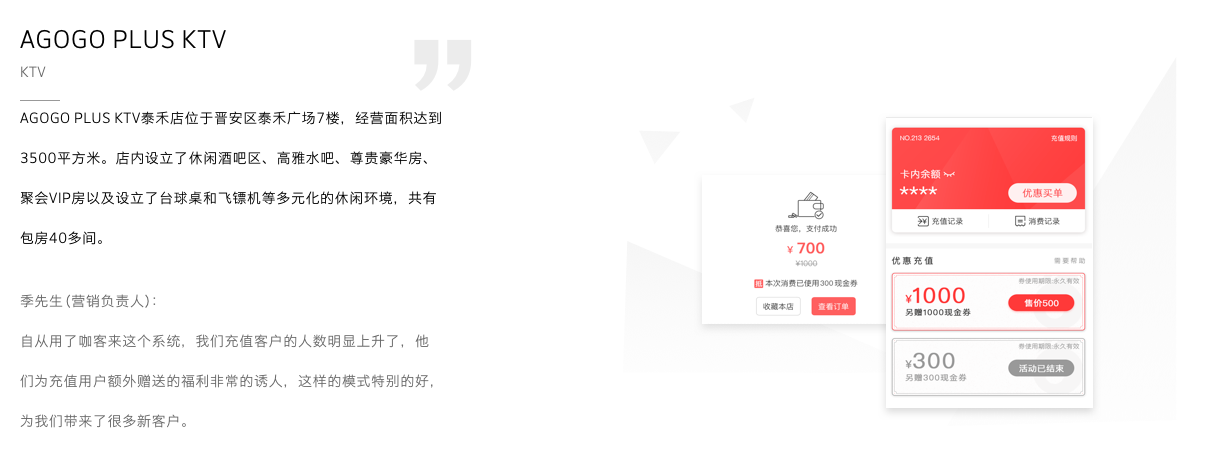 AGOGO PLUS KTV
KTV
AGOGO PLUS KTV泰禾店位于晋安区泰禾广场7楼，经营面积达到
3500平方米。店内设立了休闲酒吧区、高雅水吧、尊贵豪华房、
聚会VIP房以及设立了台球桌和飞镖机等多元化的休闲环境，共有
包房40多间。
季先生(营销负责人)：
自从用了咖客来这个系统，我们充值客户的人数明显上升了，他
们为充值用户额外赠送的福利非常的诱人，这样的模式特别的好，
为我们带来了很多新客户。
恭喜您，支付成功
¥ 700
¥1000
本次消费已使用300现金券
收藏本店
查看订单
NO.213 2654
充值规则
卡内余额
****
优惠买单
充值记录
消费记录
优惠充值
需要帮助
券使用期限:永久有效
¥1000
另赠1000现金券
售价500
券使用期限:永久有效
¥300
另赠300现金券
活动已结束